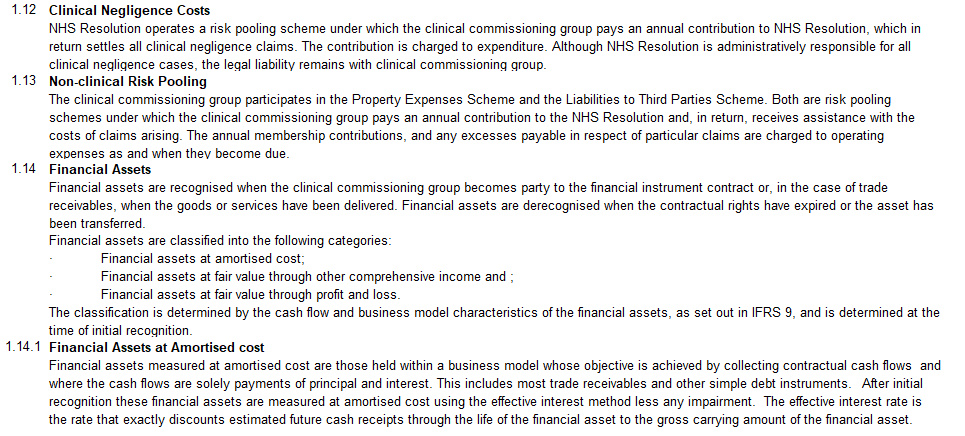 1.12 Clinical Negligence Costs
NHS Resolution operates a risk pooling scheme under which the clinical commissioning group pays an annual contribution to NHS Resolution, which in
return settles all clinical negligence claims. The contribution is charged to expenditure. Although NHS Resolution is administratively responsible for all
clinical negligence cases, the legal liability remains with clinical commissioning group.
1.13 Non-clinical Risk Pooling
The clinical commissioning group participates in the Property Expenses Scheme and the Liabilities to Third Parties Scheme. Both are risk pooling
schemes under which the clinical commissioning group pays an annual contribution to the NHS Resolution and, in return, receives assistance with the
costs of claims arising. The annual membership contributions, and any excesses payable in respect of particular claims are charged to operating
expenses as and when they become due.
1.14 Financial Assets
Financial assets are recognised when the clinical commissioning group becomes party to the financial instrument contract or, in the case of trade
receivables, when the goods or services have been delivered. Financial assets are derecognised when the contractual rights have expired or the asset has
been transferred.
Financial assets are classified into the following categories:
· Financial assets at amortised cost;
· Financial assets at fair value through other comprehensive income and ;
· Financial assets at fair value through profit and loss.
The classification is determined by the cash flow and business model characteristics of the financial assets, as set out in IFRS 9, and is determined at the
time of initial recognition.
1.14.1 Financial Assets at Amortised cost
Financial assets measured at amortised cost are those held within a business model whose objective is achieved by collecting contractual cash flows and
where the cash flows are solely payments of principal and interest. This includes most trade receivables and other simple debt instruments. After initial
recognition these financial assets are measured at amortised cost using the effective interest method less any impairment. The effective interest rate is
the rate that exactly discounts estimated future cash receipts through the life of the financial asset to the gross carrying amount of the financial asset.